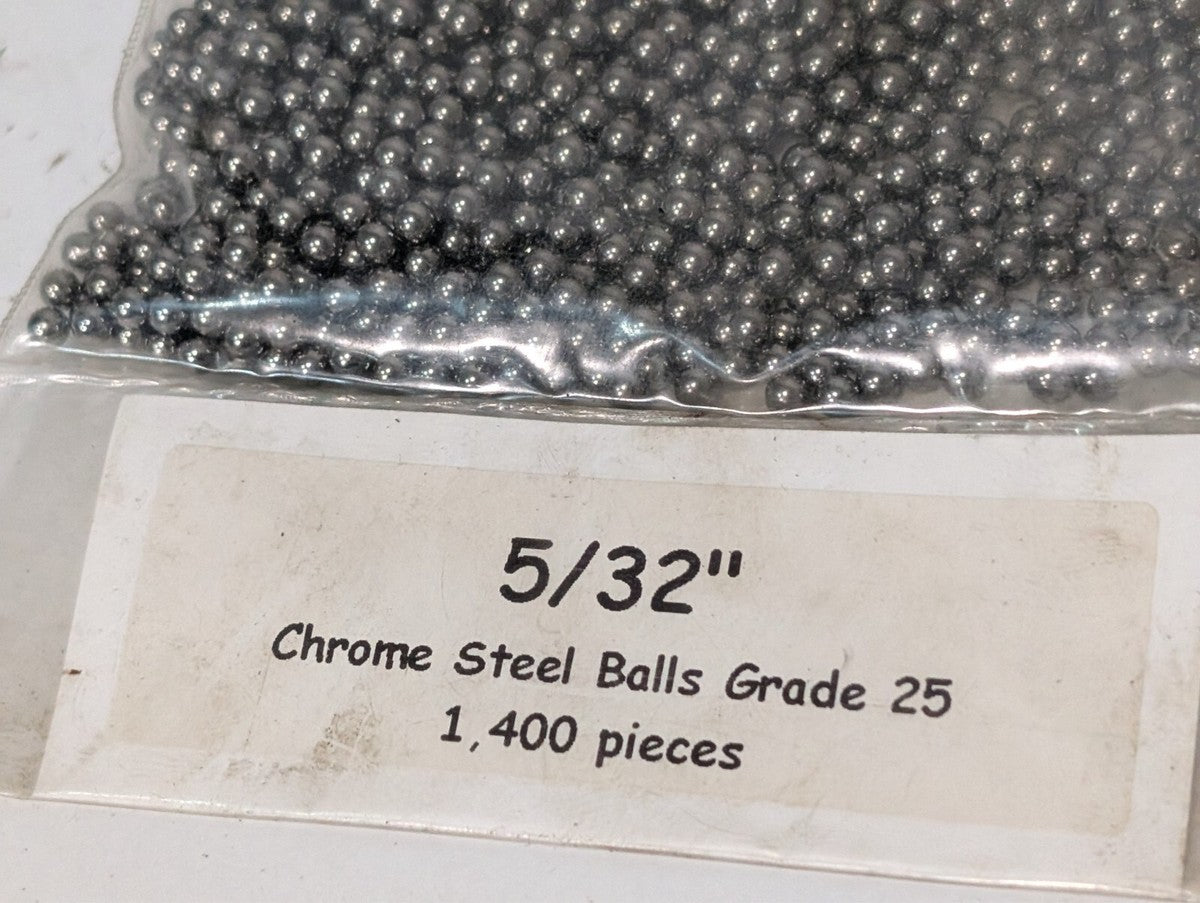 5/32"
Chrome Steel Balls Grade 25
1,400 pieces